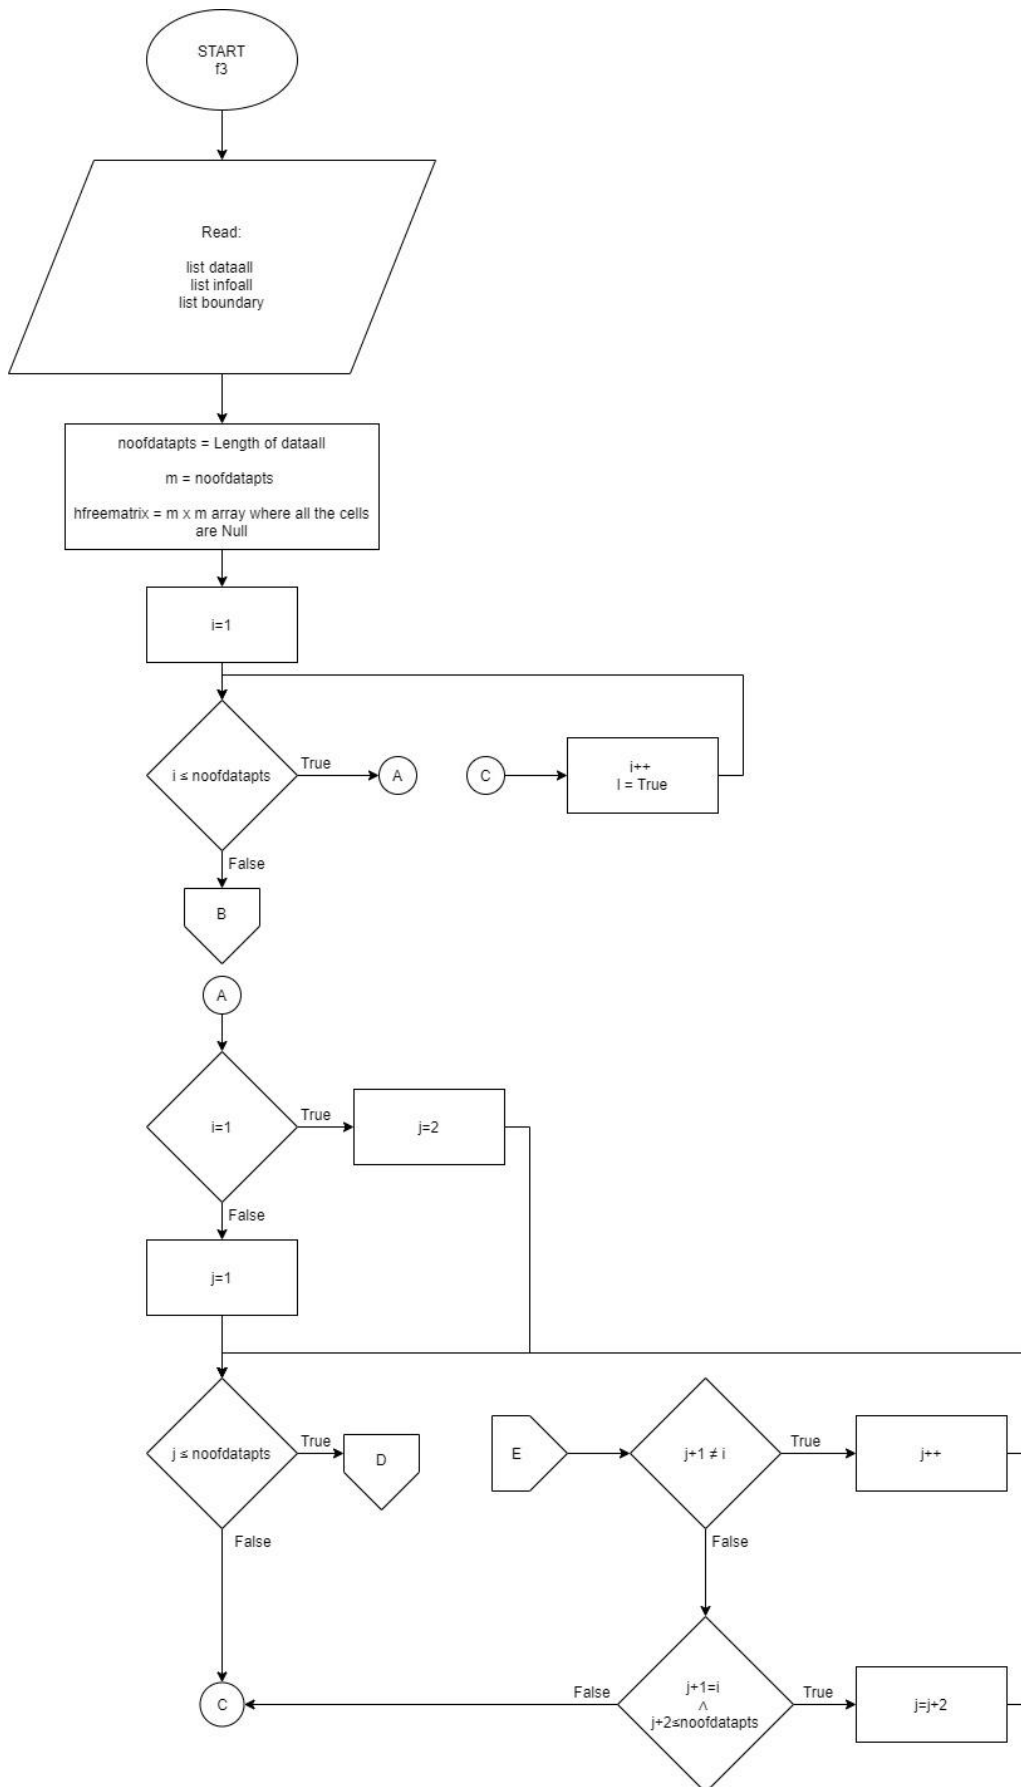 START
f3
Read:
list dataall
list infoall
list boundary
noofdatapts = Length of dataall
m = noofdatapts
hfreematrix = m x m array where all the cells
are Null
i=1
i ≤ noofdatapts
True
A
C
i++
I = True
False
B
A
i=1
True
j=2
False
j=1
j ≤ noofdatapts
True
D
E
j+1 ≠ i
True
j++
False
False
C
False
j+1=i
∧
j+2≤noofdatapts
True
j=j+2